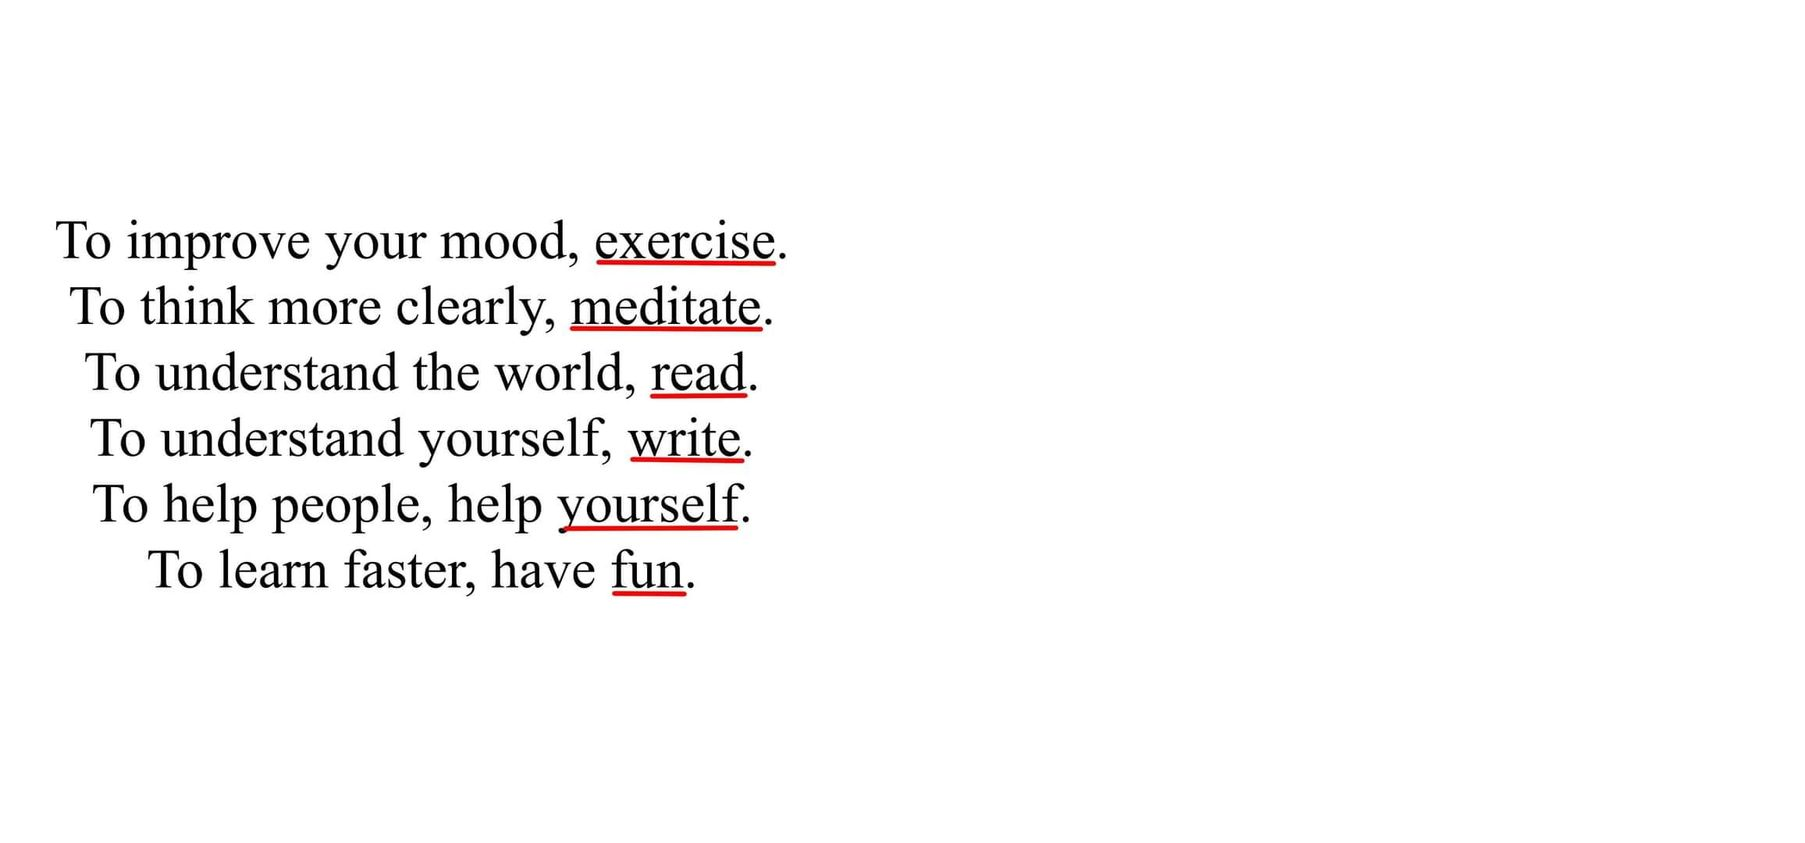 To improve your mood, exercise.
To think more clearly, meditate.
To understand the world, read.
To understand yourself, write.
To help people, help yourself.
To learn faster, have fun.